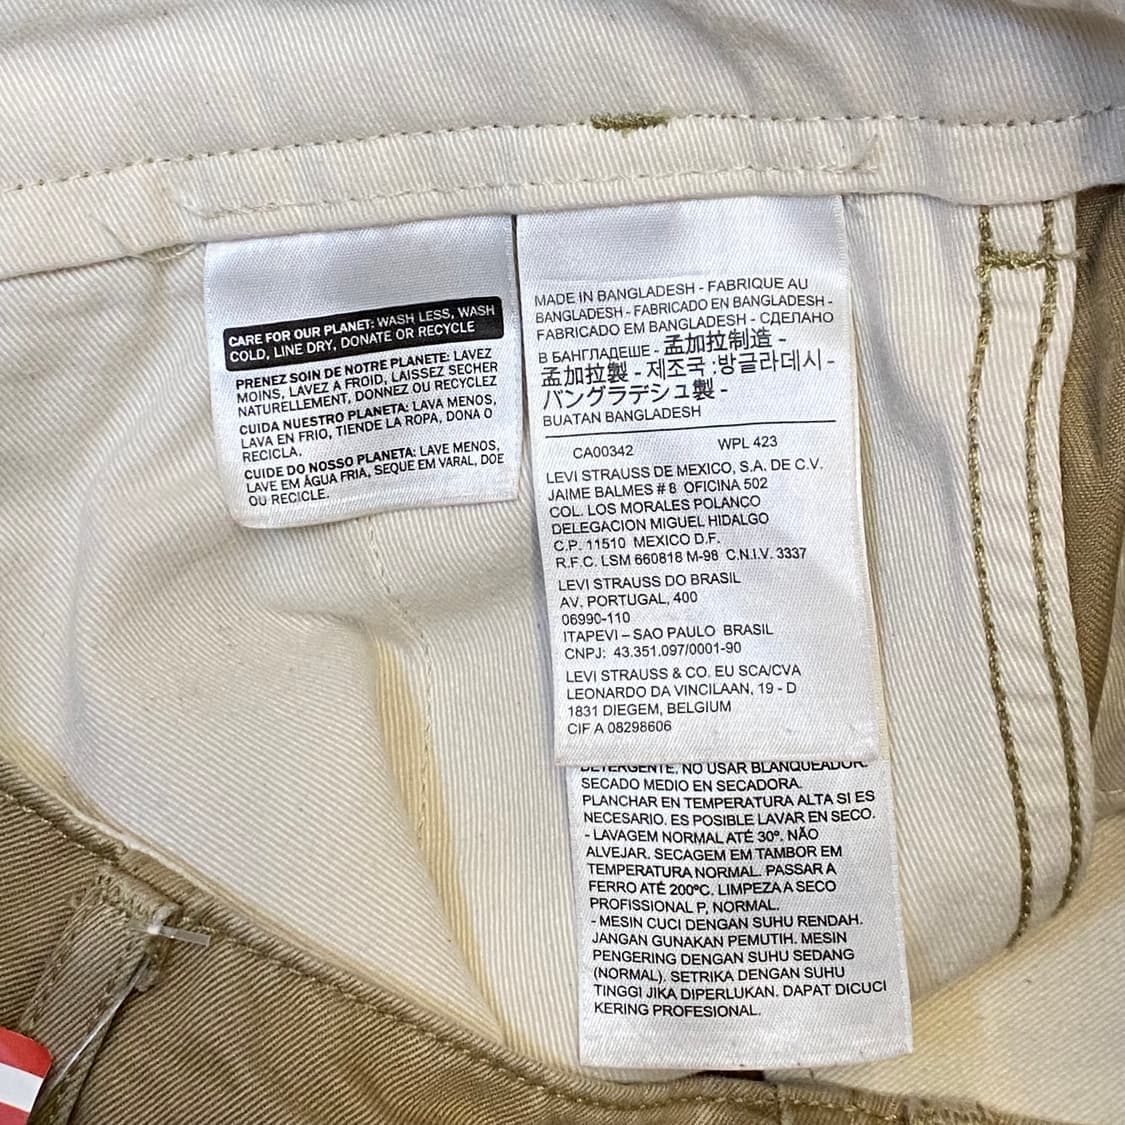 CARE FOR OUR PLANET: WASH LESS, WASH
COLD, LINE DRY, DONATE OR RECYCLE
PRENEZ SOIN DE NOTRE PLANETE: LAVEZ
MOINS, LAVEZ A FROID, LAISSEZ SECHER
NATURELLEMENT, DONNEZ OU RECYCLEZ
CUIDA NUESTRO PLANETA: LAVA MENOS,
LAVA EN FRIO, TIENDE LA ROPA, DONA O
RECICLA.
CUIDE DO NOSSO PLANETA: LAVE MENOS,
LAVE EM ÁGUA FRIA, SEQUE EM VARAL, DOE
OU RECICLE.
MADE IN BANGLADESH - FABRIQUE AU
BANGLADESH - FABRICADO EN BANGLADESH -
FABRICADO EM BANGLADESH - СДЕЛАНО
В БАНГЛАДЕШЕ - 孟加拉制造 -
孟加拉製 - 제조국 :방글라데시 -
バングラデシュ製 -
BUATAN BANGLADESH
CA00342 WPL 423
LEVI STRAUSS DE MEXICO, S.A. DE C.V.
JAIME BALMES # 8 OFICINA 502
COL. LOS MORALES POLANCO
DELEGACION MIGUEL HIDALGO
C.P. 11510 MEXICO D.F.
R.F.C. LSM 660818 M-98 C.N.I.V. 3337
LEVI STRAUSS DO BRASIL
AV. PORTUGAL, 400
06990-110
ITAPEVI – SAO PAULO BRASIL
CNPJ: 43.351.097/0001-90
LEVI STRAUSS & CO. EU SCA/CVA
LEONARDO DA VINCILAAN, 19 - D
1831 DIEGEM, BELGIUM
CIF A 08298606
DETERGENTE. NO USAR BLANQUEADOR.
SECADO MEDIO EN SECADORA.
PLANCHAR EN TEMPERATURA ALTA SI ES
NECESARIO. ES POSIBLE LAVAR EN SECO.
- LAVAGEM NORMAL ATÉ 30º. NÃO
ALVEJAR. SECAGEM EM TAMBOR EM
TEMPERATURA NORMAL. PASSAR A
FERRO ATÉ 200ºC. LIMPEZA A SECO
PROFISSIONAL P, NORMAL.
- MESIN CUCI DENGAN SUHU RENDAH.
JANGAN GUNAKAN PEMUTIH. MESIN
PENGERING DENGAN SUHU SEDANG
(NORMAL). SETRIKA DENGAN SUHU
TINGGI JIKA DIPERLUKAN. DAPAT DICUCI
KERING PROFESIONAL.